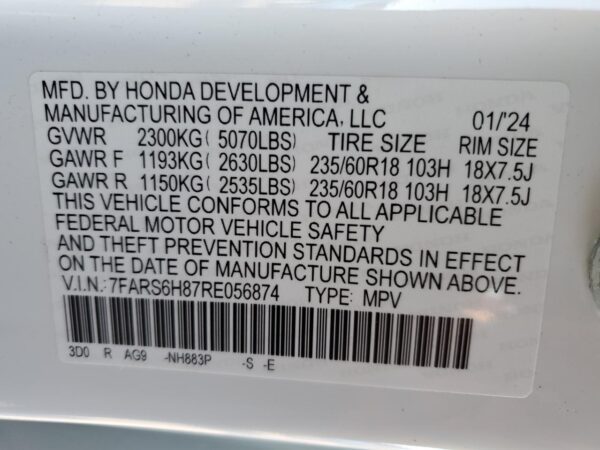 MFD. BY HONDA DEVELOPMENT &
MANUFACTURING OF AMERICA, LLC 01/'24
GVWR 2300KG( 5070LBS) TIRE SIZE RIM SIZE
GAWR F 1193KG( 2630LBS) 235/60R18 103H 18X7.5J
GAWR R 1150KG( 2535LBS) 235/60R18 103H 18X7.5J
THIS VEHICLE CONFORMS TO ALL APPLICABLE
FEDERAL MOTOR VEHICLE SAFETY
AND THEFT PREVENTION STANDARDS IN EFFECT
ON THE DATE OF MANUFACTURE SHOWN ABOVE.
V.I.N.:7FARS6H87RE056874 TYPE: MPV
3D0 R AG9 -NH883P -S -E